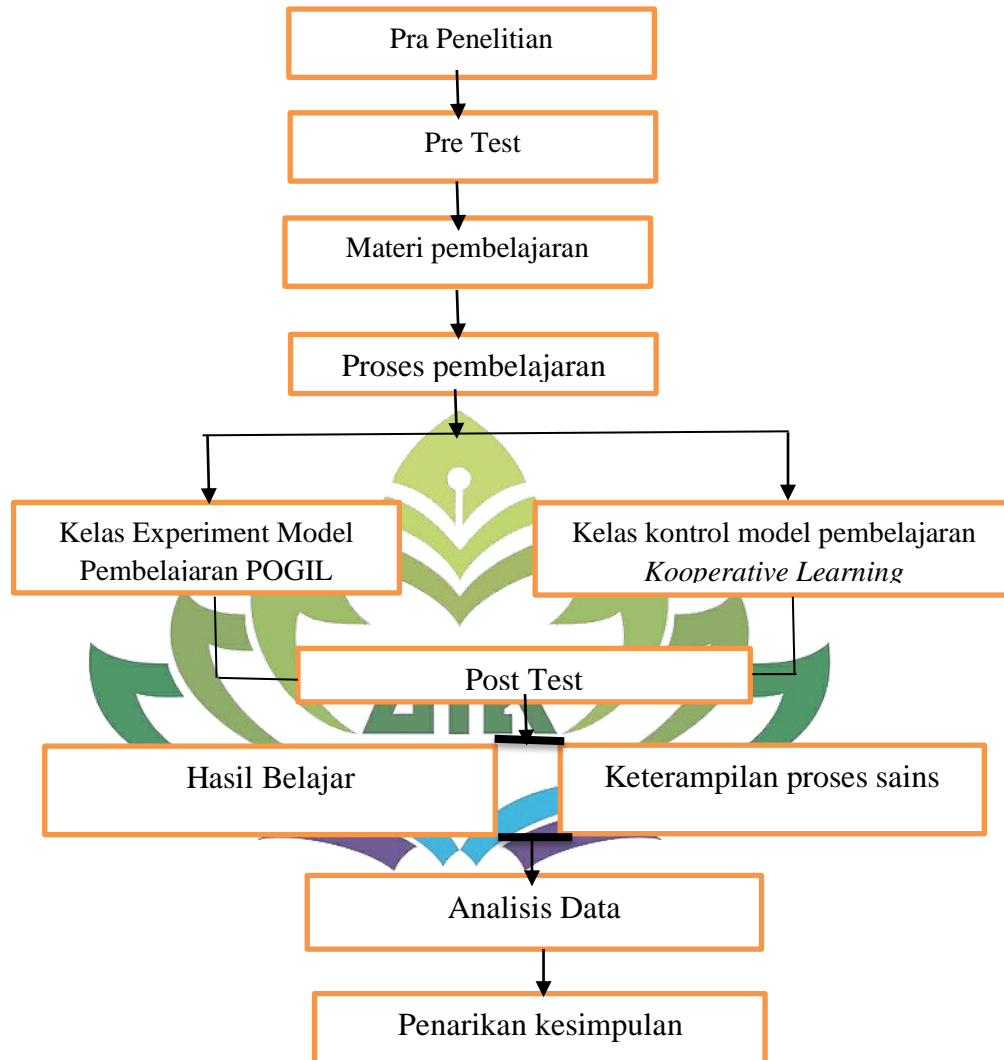 Pra Penelitian
Pre Test
Materi pembelajaran
Proses pembelajaran
Kelas Experiment Model
Pembelajaran POGIL
Kelas kontrol model pembelajaran
Kooperative Learning
Post Test
Hasil Belajar
Keterampilan proses sains
Analisis Data
Penarikan kesimpulan